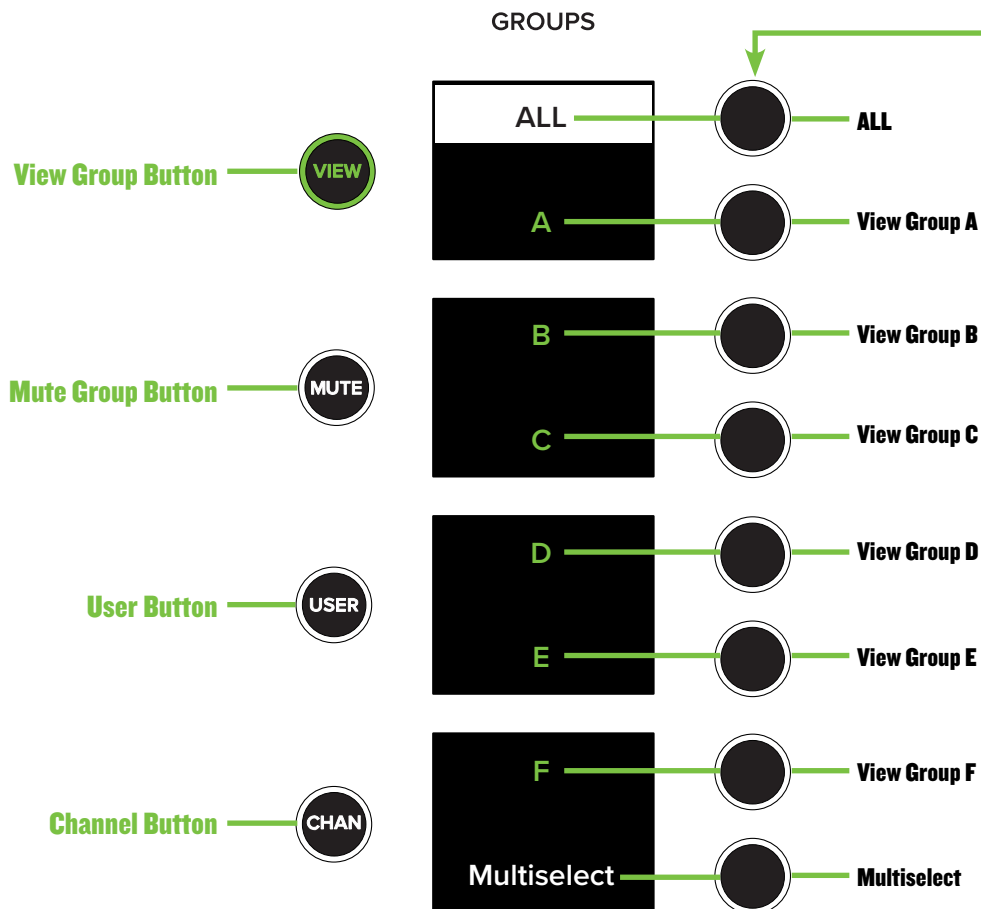 GROUPS
ALL
ALL
View Group Button
VIEW
A
View Group A
B
View Group B
Mute Group Button
MUTE
C
View Group C
D
View Group D
User Button
USER
E
View Group E
F
View Group F
Channel Button
CHAN
Multiselect
Multiselect